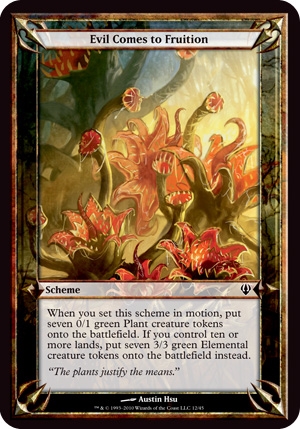 Evil Comes to Fruition
Scheme
When you set this scheme in motion, put
seven 0/1 green Plant creature tokens
onto the battlefield. If you control ten or
more lands, put seven 3/3 green Elemental
creature tokens onto the battlefield instead.
“The plants justify the means.”
Austin Hsu
™ & © 1993–2010 Wizards of the Coast LLC 12/45